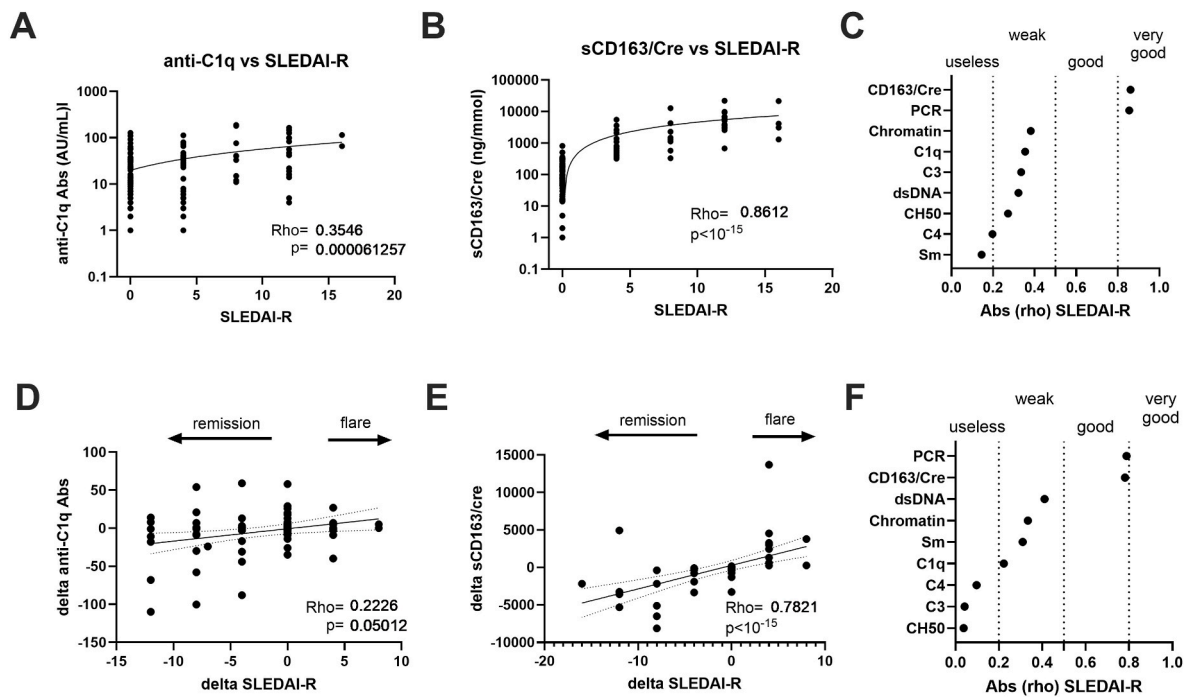 A
anti-C1q vs SLEDAI-R
anti-C1q Abs (AU/mL)l
1000
100
10
1
0.1
0
5
10
15
20
SLEDAI-R
Rho= 0.3546
p= 0.000061257
B
sCD163/Cre vs SLEDAI-R
sCD163/Cre (ng/mmol)
100000
10000
1000
100
10
1
0.1
0
5
10
15
20
SLEDAI-R
Rho= 0.8612
p<10-15
C
useless
weak
good
very
good
CD163/Cre
PCR
Chromatin
C1q
C3
dsDNA
CH50
C4
Sm
0.0
0.2
0.4
0.6
0.8
1.0
Abs (rho) SLEDAI-R
D
remission
flare
delta anti-C1q Abs
100
50
0
-50
-100
-150
-15
-10
-5
0
5
10
delta SLEDAI-R
Rho= 0.2226
p= 0.05012
E
remission
flare
delta sCD163/cre
15000
10000
5000
0
-5000
-10000
-20
-10
0
10
delta SLEDAI-R
Rho= 0.7821
p<10-15
F
useless
weak
good
very
good
PCR
CD163/Cre
dsDNA
Chromatin
Sm
C1q
C4
C3
CH50
0.0
0.2
0.4
0.6
0.8
1.0
Abs (rho) SLEDAI-R